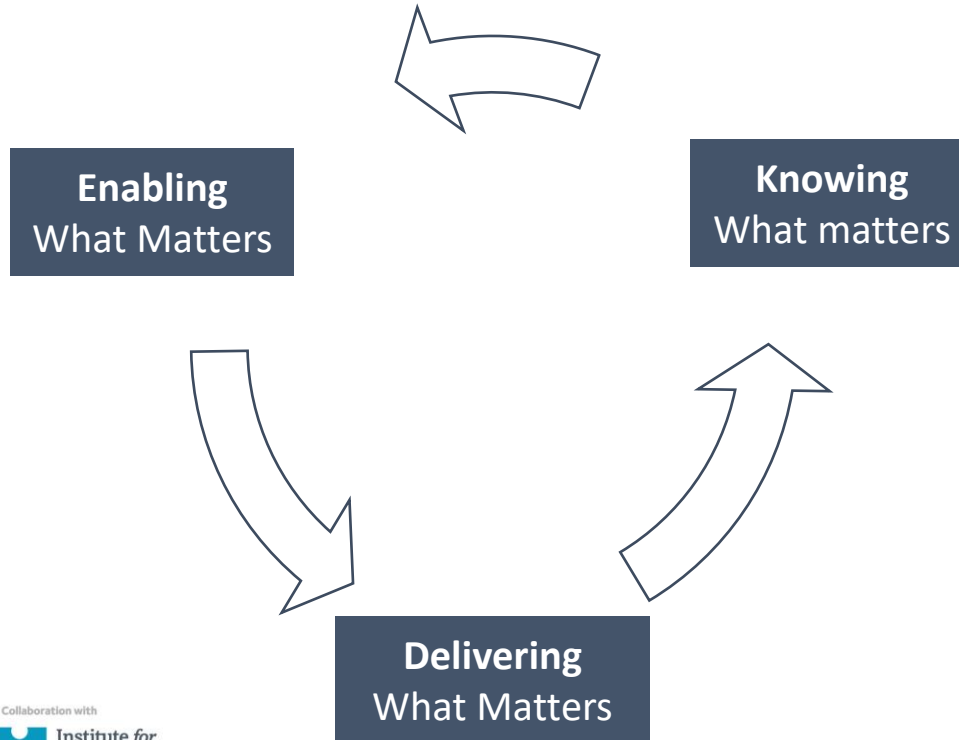 Enabling
What Matters
Knowing
What matters
Delivering
What Matters
Collaboration with
Institute for